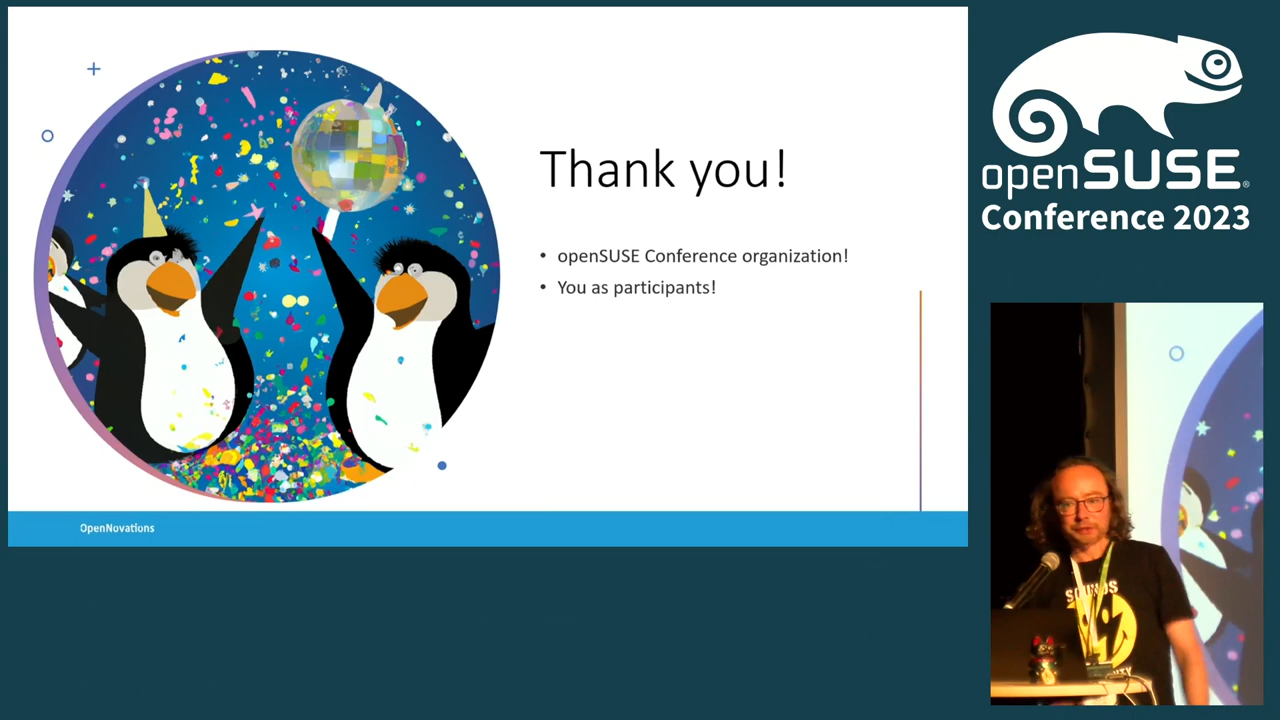 Thank you!
• openSUSE Conference organization!
• You as participants!
OpenNovations
openSUSE®
Conference 2023